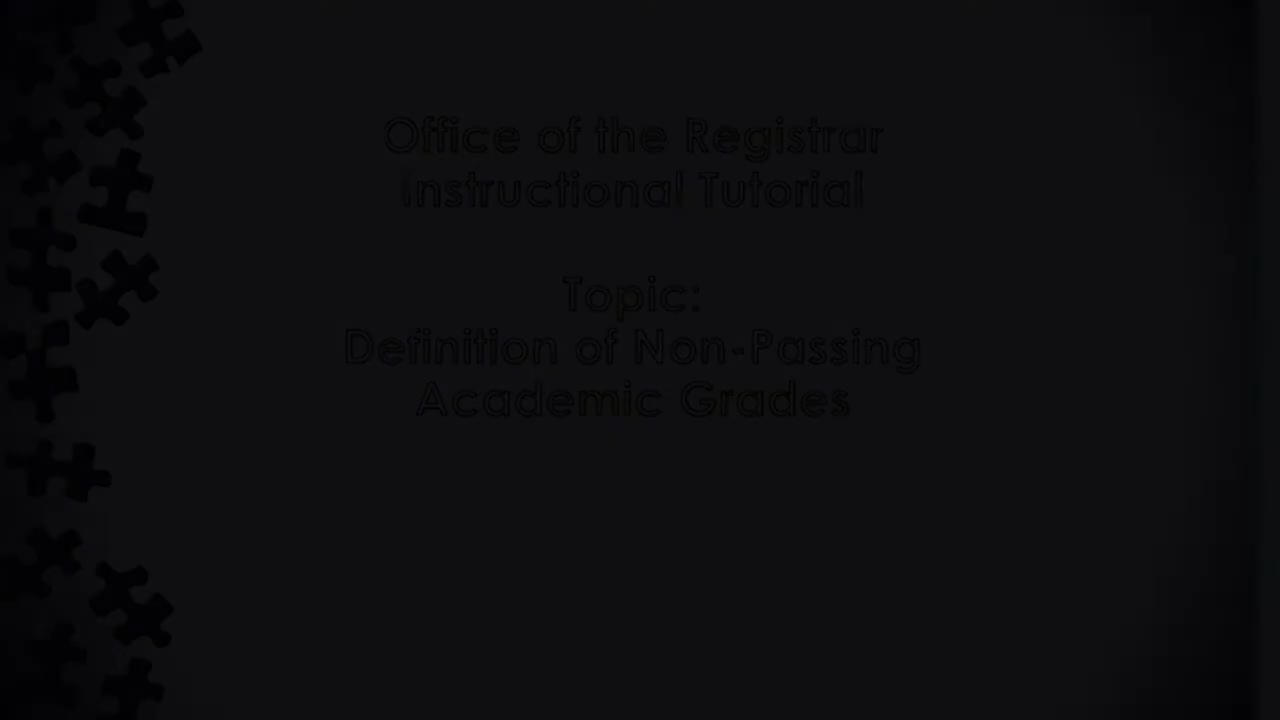 Office of the Registrar
Instructional Tutorial
Topic:
Definition of Non-Passing
Academic Grades